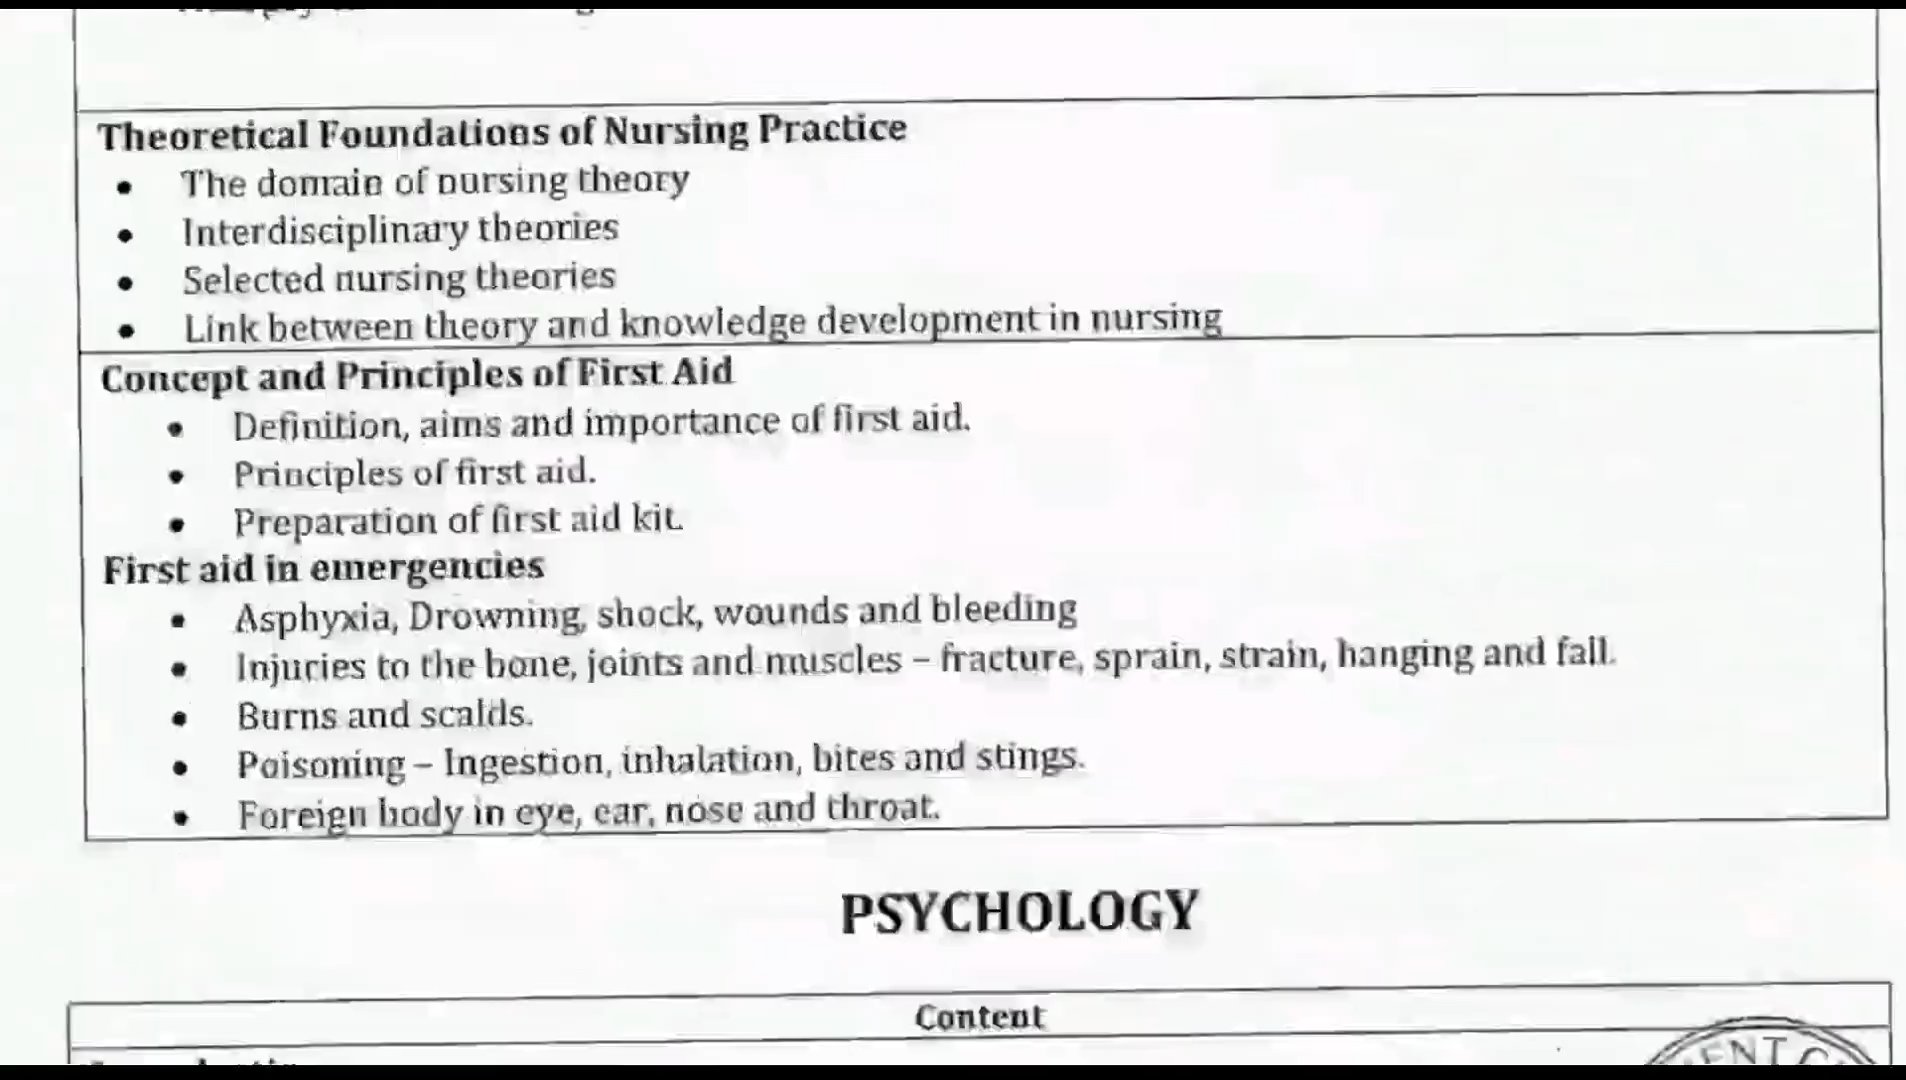 Theoretical Foundations of Nursing Practice
• The domain of nursing theory
• Interdisciplinary theories
• Selected nursing theories
• Link between theory and knowledge development in nursing
Concept and Principles of First Aid
• Definition, aims and importance of first aid.
• Principles of first aid.
• Preparation of first aid kit.
First aid in emergencies
• Asphyxia, Drowning, shock, wounds and bleeding
• Injuries to the bone, joints and muscles – fracture, sprain, strain, hanging and fall.
• Burns and scalds.
• Poisoning – Ingestion, inhalation, bites and stings.
• Foreign body in eye, ear, nose and throat.
PSYCHOLOGY
Content